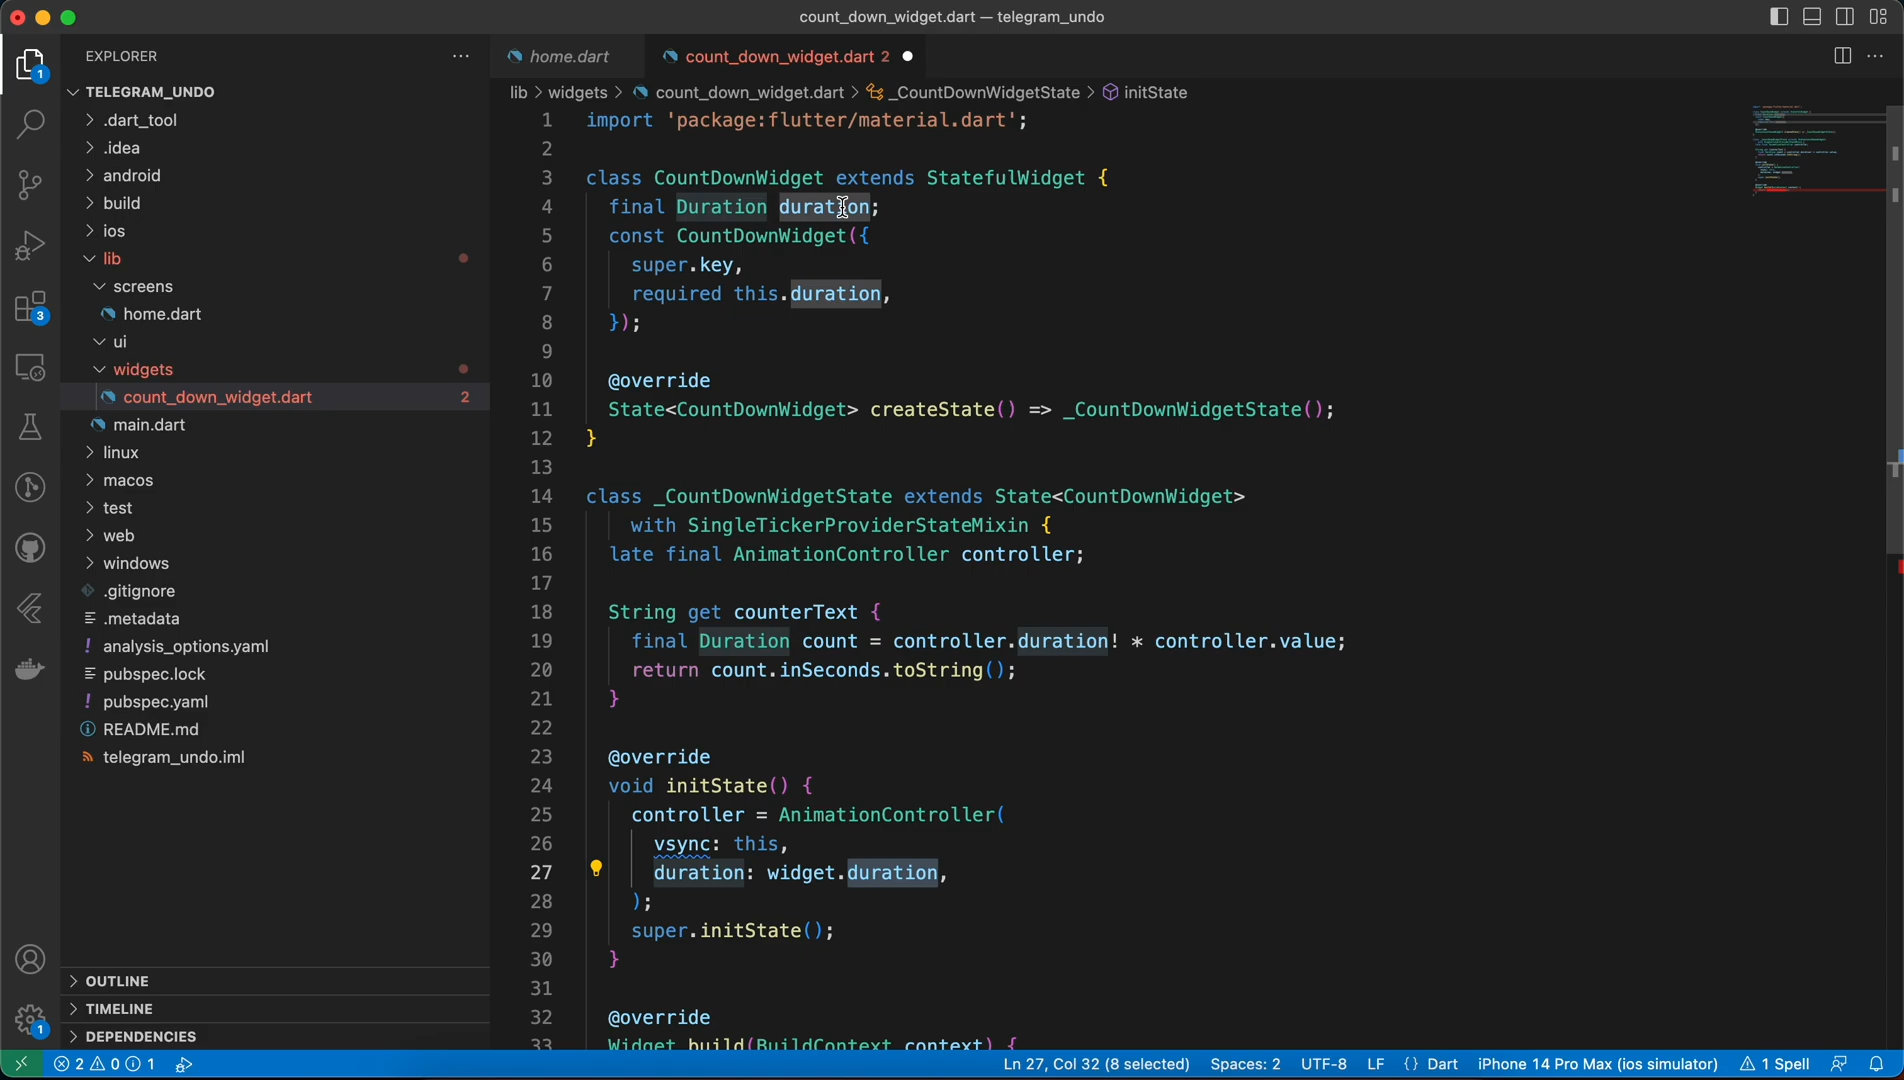 count_down_widget.dart — telegram_undo
EXPLORER
TELEGRAM_UNDO
.dart_tool
.idea
android
build
ios
lib
screens
home.dart
ui
widgets
count_down_widget.dart 2
main.dart
linux
macos
test
web
windows
.gitignore
.metadata
analysis_options.yaml
pubspec.lock
pubspec.yaml
README.md
telegram_undo.iml
OUTLINE
TIMELINE
DEPENDENCIES
1
3
1
home.dart
count_down_widget.dart 2
lib > widgets > count_down_widget.dart > _CountDownWidgetState > initState
1 import 'package:flutter/material.dart';
2
3 class CountDownWidget extends StatefulWidget {
4 final Duration duration;
5 const CountDownWidget({
6 super.key,
7 required this.duration,
8 });
9
10 @override
11 State<CountDownWidget> createState() => _CountDownWidgetState();
12 }
13
14 class _CountDownWidgetState extends State<CountDownWidget>
15 with SingleTickerProviderStateMixin {
16 late final AnimationController controller;
17
18 String get counterText {
19 final Duration count = controller.duration! * controller.value;
20 return count.inSeconds.toString();
21 }
22
23 @override
24 void initState() {
25 controller = AnimationController(
26 vsync: this,
27 duration: widget.duration,
28 );
29 super.initState();
30 }
31
32 @override
33 Widget build(BuildContext context) {
2 0 1
Ln 27, Col 32 (8 selected)
Spaces: 2
UTF-8
LF
{} Dart
iPhone 14 Pro Max (ios simulator)
1 Spell